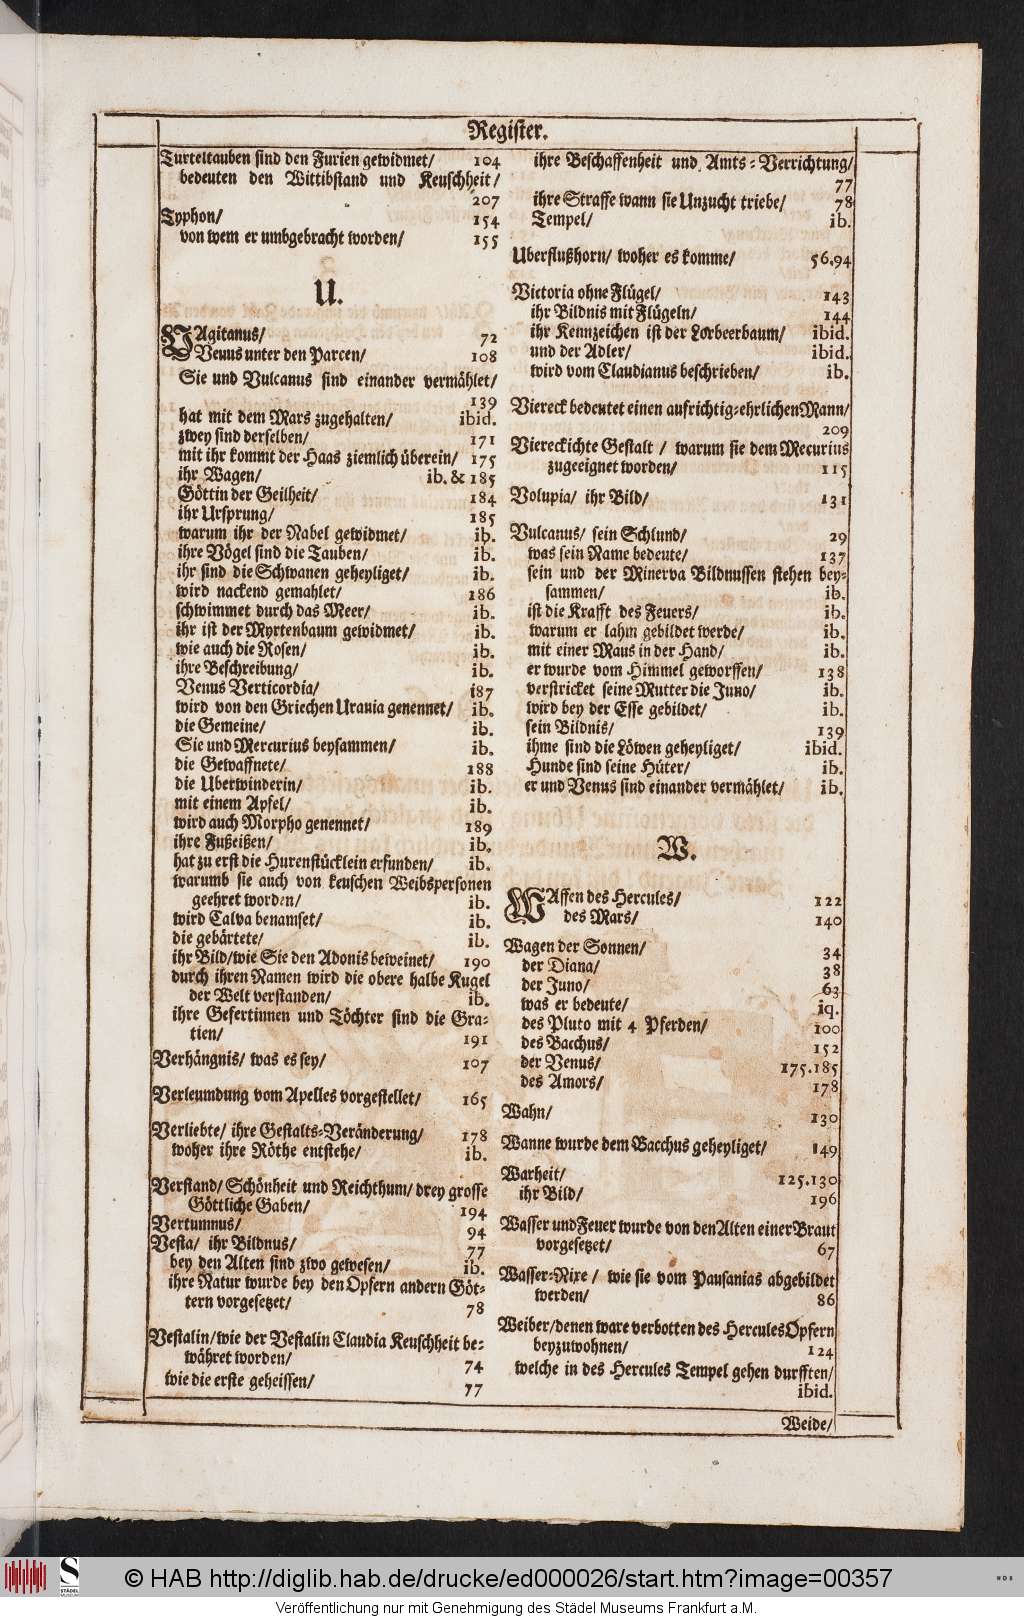 Register.
Turteltauben sind den Furien gewidmet/ 104
bedeuten den Wittibstand und Keuschheit/
207
Typhon/ 154
von wem er umbgebracht worden/ 155
U.
VAgitanus/ 72
Venus unter den Parcen/ 108
Sie und Vulcanus sind einander vermählet/
139
hat mit dem Mars zugehalten/ ibid.
zwey sind derselben/ 171
mit ihr kommt der Haas ziemlich überein/ 175
ihr Wagen/ ib. & 185
Göttin der Geilheit/ 184
ihr Ursprung/ 185
warum ihr der Nabel gewidmet/ ib.
ihre Vögel sind die Tauben/ ib.
ihr sind die Schwanen geheyliget/ ib.
wird nackend gemahlet/ 186
schwimmet durch das Meer/ ib.
ihr ist der Myrtenbaum gewidmet/ ib.
wie auch die Rosen/ ib.
ihre Beschreibung/ ib.
Venus Verticordia/ 187
wird von den Griechen Urania genennet/ ib.
die Gemeine/ ib.
Sie und Mercurius beysammen/ ib.
die Gewaffnete/ 188
die Uberwinderin/ ib.
mit einem Apfel/ ib.
wird auch Morpho genennet/ 189
ihre Fußeißen/ ib.
hat zu erst die Hurenstücklein erfunden/ ib.
warumb sie auch von keuschen Weibspersonen
geehret worden/ ib.
wird Calva benamset/ ib.
die gebärtete/ ib.
ihr Bild/ wie Sie den Adonis beweinet/ 190
durch ihren Namen wird die obere halbe Kugel
der Welt verstanden/ ib.
ihre Gefertinnen und Töchter sind die Gra-
tien/ 191
Verhängnis/ was es sey/ 107
Verleumdung vom Apelles vorgestellet/ 165
Verliebte/ ihre Gestalts-Veränderung/ 178
woher ihre Röthe entstehe/ ib.
Verstand/ Schönheit und Reichthum/ drey grosse
Göttliche Gaben/ 194
Vertumnus/ 94
Vesta/ ihr Bildnus/ 77
bey den Alten sind zwo gewesen/ ib.
ihre Natur wurde bey den Opfern andern Göt-
tern vorgesetzet/ 78
Vestalin/ wie der Vestalin Claudia Keuschheit be-
währet worden/ 74
wie die erste geheissen/ 77
ihre Beschaffenheit und Amts-Verrichtung/
77
ihre Straffe wann sie Unzucht triebe/ 78
Tempel/ ib.
Uberflußhorn/ woher es komme/ 56.94
Victoria ohne Flügel/ 143
ihr Bildnis mit Flügeln/ 144
ihr Kennzeichen ist der Lorbeerbaum/ ibid.
und der Adler/ ibid.
wird vom Claudianus beschrieben/ ib.
Viereck bedeutet einen aufrichtig-ehrlichen Mann/
209
Viereckichte Gestalt/ warum sie dem Mecurius
zugeeignet worden/ 115
Volupia/ ihr Bild/ 131
Vulcanus/ sein Schlund/ 29
was sein Name bedeute/ 137
sein und der Minerva Bildnussen stehen bey-
sammen/ ib.
ist die Krafft des Feuers/ ib.
warum er lahm gebildet werde/ ib.
mit einer Maus in der Hand/ ib.
er wurde vom Himmel geworffen/ 138
verstricket seine Mutter die Juno/ ib.
wird bey der Esse gebildet/ ib.
sein Bildnis/ 139
ihme sind die Löwen geheyliget/ ibid.
Hunde sind seine Hüter/ ib.
er und Venus sind einander vermählet/ ib.
W.
WAffen des Hercules/ 122
des Mars/ 140
Wagen der Sonnen/ 34
der Diana/ 38
der Juno/ 63
was er bedeute/ iq.
des Pluto mit 4 Pferden/ 100
des Bacchus/ 152
der Venus/ 175.185
des Amors/ 178
Wahn/ 130
Wanne wurde dem Bacchus geheyliget/ 149
Warheit/ 125.130
ihr Bild/ 196
Wasser und Feuer wurde von den Alten einer Braut
vorgesetzet/ 67
Wasser-Nixe/ wie sie vom Pausanias abgebildet
werden/ 86
Weiber/ denen ware verbotten des Hercules Opfern
beyzuwohnen/ 124
welche in des Hercules Tempel gehen durfften/
ibid.
Weide/
© HAB http://diglib.hab.de/drucke/ed000026/start.htm?image=00357
Veröffentlichung nur mit Genehmigung des Städel Museums Frankfurt a.M.